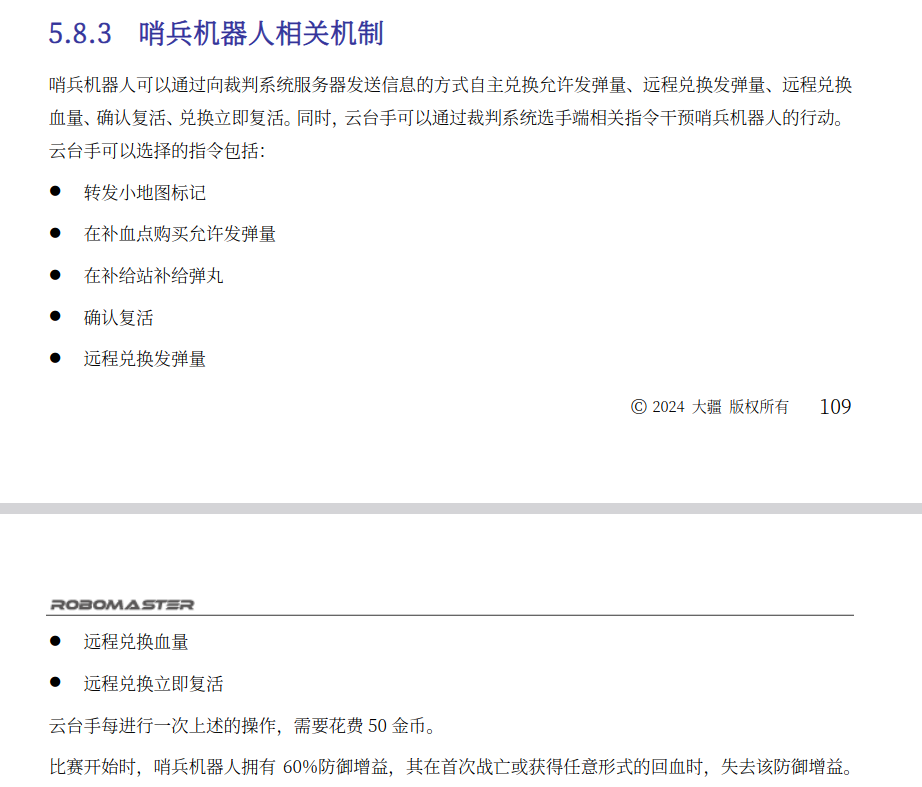 5.8.3 哨兵机器人相关机制
哨兵机器人可以通过向裁判系统服务器发送信息的方式自主兑换允许发弹量、远程兑换发弹量、远程兑换
血量、确认复活、兑换立即复活。同时，云台手可以通过裁判系统选手端相关指令干预哨兵机器人的行动。
云台手可以选择的指令包括：
● 转发小地图标记
● 在补血点购买允许发弹量
● 在补给站补给弹丸
● 确认复活
● 远程兑换发弹量
© 2024 大疆 版权所有 109
ROBOMASTER
● 远程兑换血量
● 远程兑换立即复活
云台手每进行一次上述的操作，需要花费 50 金币。
比赛开始时，哨兵机器人拥有 60%防御增益，其在首次战亡或获得任意形式的回血时，失去该防御增益。